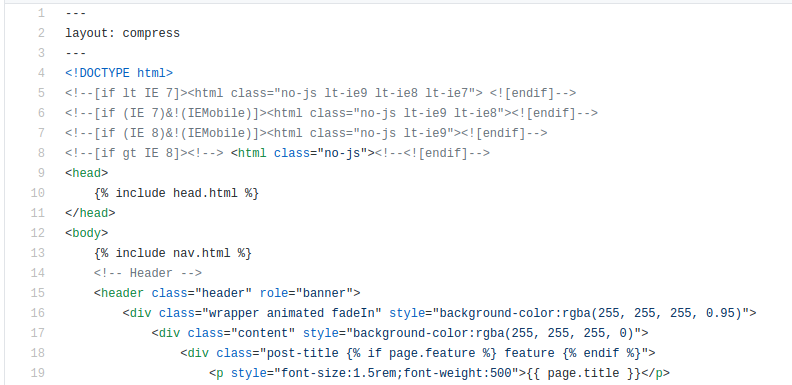 1 ---
2 layout: compress
3 ---
4 <!DOCTYPE html>
5 <!--[if lt IE 7]><html class="no-js lt-ie9 lt-ie8 lt-ie7"> <![endif]-->
6 <!--[if (IE 7)&!(IEMobile)]><html class="no-js lt-ie9 lt-ie8"><![endif]-->
7 <!--[if (IE 8)&!(IEMobile)]><html class="no-js lt-ie9"><![endif]-->
8 <!--[if gt IE 8]><!--> <html class="no-js"><!--<![endif]-->
9 <head>
10     {% include head.html %}
11 </head>
12 <body>
13     {% include nav.html %}
14     <!-- Header -->
15     <header class="header" role="banner">
16         <div class="wrapper animated fadeIn" style="background-color:rgba(255, 255, 255, 0.95)">
17             <div class="content" style="background-color:rgba(255, 255, 255, 0)">
18                 <div class="post-title {% if page.feature %} feature {% endif %}">
19                     <p style="font-size:1.5rem;font-weight:500">{{ page.title }}</p>